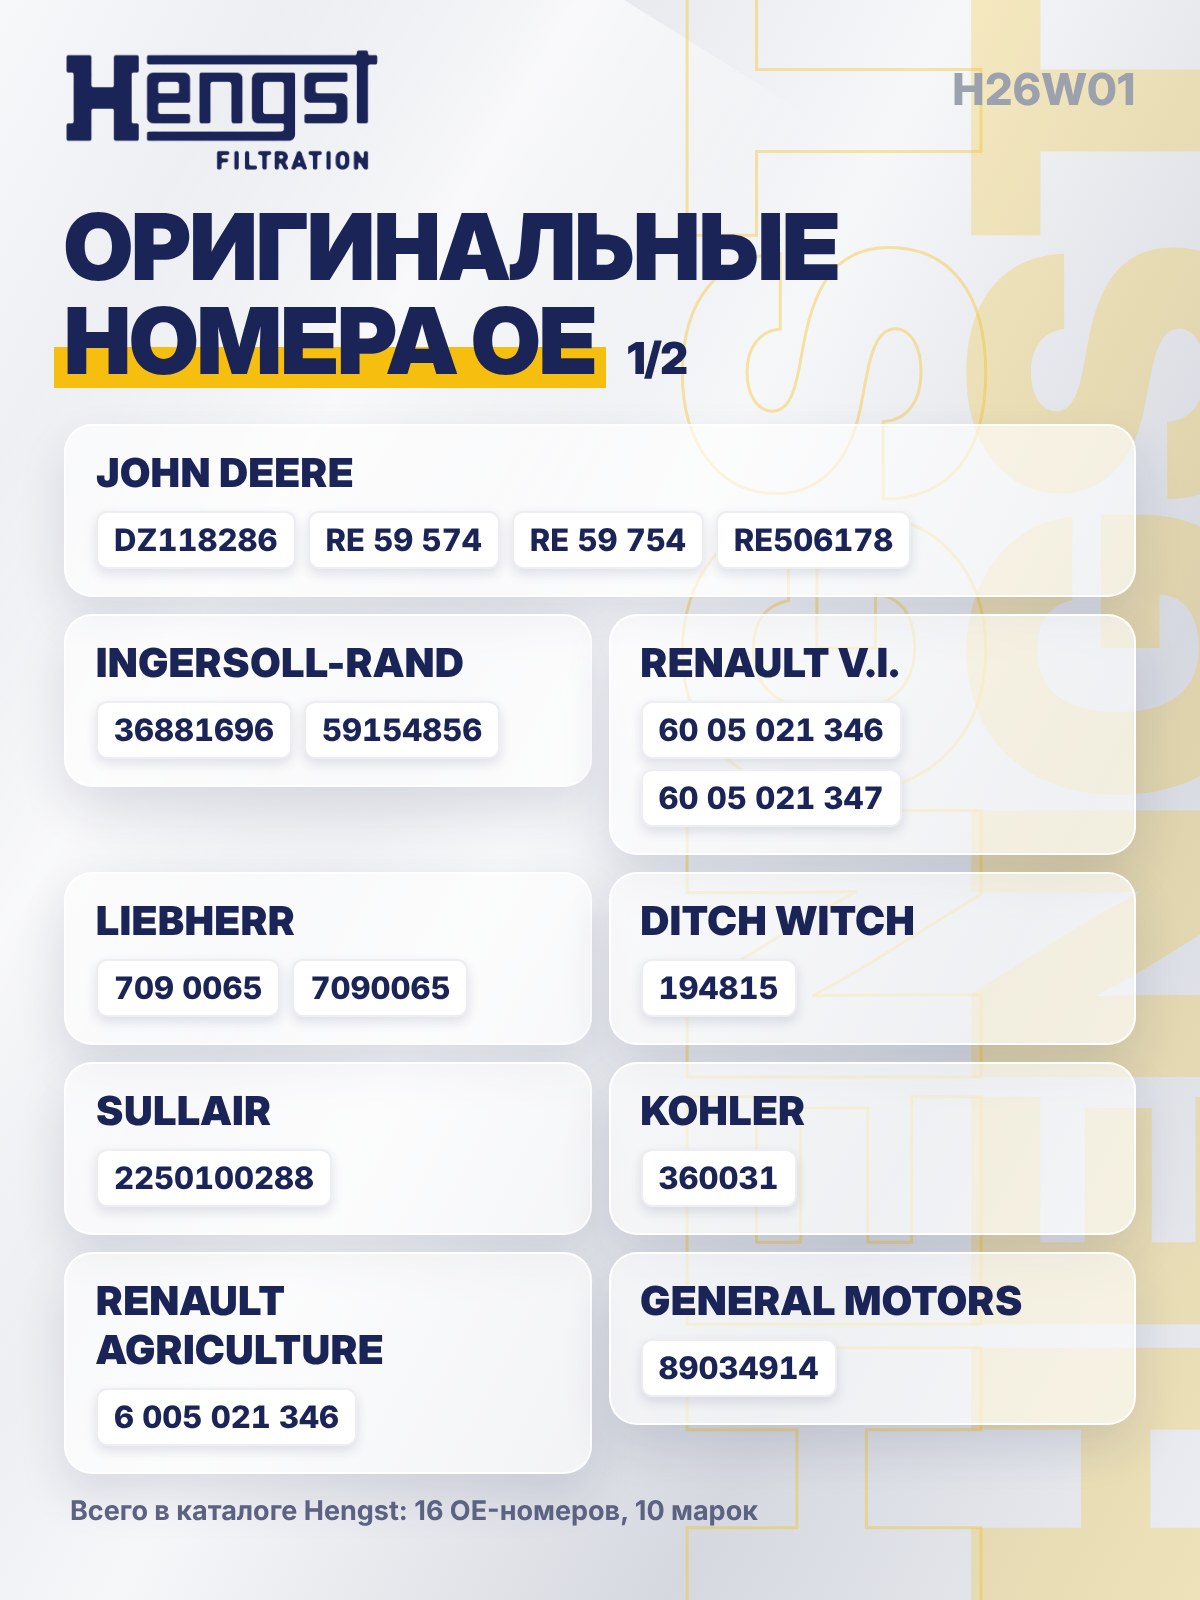 Hengst
FILTRATION
H26W01
ОРИГИНАЛЬНЫЕ
НОМЕРА OE 1/2
JOHN DEERE
DZ118286 RE 59 574 RE 59 754 RE506178
INGERSOLL-RAND
36881696 59154856
RENAULT V.I.
60 05 021 346
60 05 021 347
LIEBHERR
709 0065 7090065
DITCH WITCH
194815
SULLAIR
2250100288
KOHLER
360031
RENAULT
AGRICULTURE
6 005 021 346
GENERAL MOTORS
89034914
Всего в каталоге Hengst: 16 OE-номеров, 10 марок
HENGST
HENGST